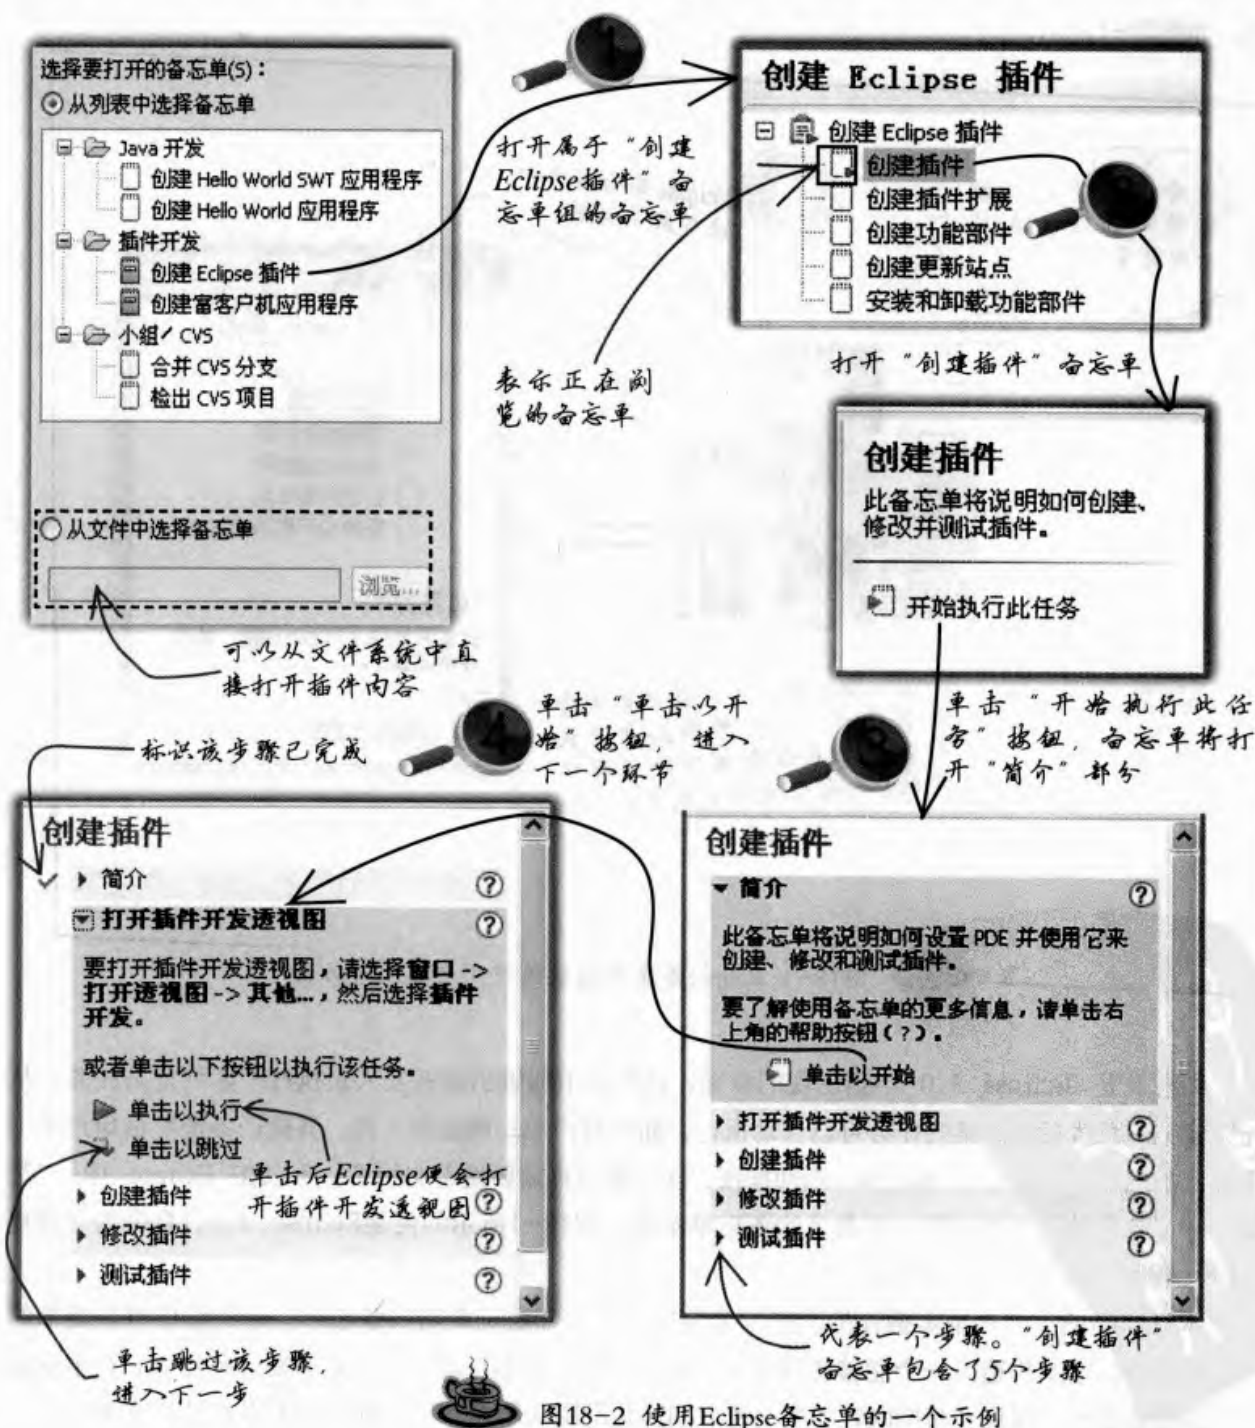 选择要打开的备忘单(S)：
从列表中选择备忘单
Java 开发
创建 Hello World SWT 应用程序
创建 Hello World 应用程序
插件开发
创建 Eclipse 插件
创建富客户机应用程序
小组／CVS
合并 CVS 分支
检出 CVS 项目
从文件中选择备忘单
浏览...
可以从文件系统中直
接打开插件内容
1
打开属于“创建
Eclipse插件”备
忘单组的备忘单
表示正在浏
览的备忘单
创建 Eclipse 插件
创建 Eclipse 插件
创建插件
创建插件扩展
创建功能部件
创建更新站点
安装和卸载功能部件
打开“创建插件”备忘单
创建插件
此备忘单将说明如何创建、
修改并测试插件。
开始执行此任务
3
单击“开始执行此任
务”按钮，备忘单将打
开“简介”部分
创建插件
简介
此备忘单将说明如何设置 PDE 并使用它来
创建、修改和测试插件。
要了解使用备忘单的更多信息，请单击右
上角的帮助按钮（?）。
单击以开始
打开插件开发透视图
创建插件
修改插件
测试插件
代表一个步骤。“创建插件”
备忘单包含了5个步骤
4
单击“单击以开
始”按钮，进入
下一个环节
标识该步骤已完成
创建插件
简介
打开插件开发透视图
要打开插件开发透视图，请选择窗口 ->
打开透视图 -> 其他...，然后选择插件
开发。
或者单击以下按钮以执行该任务。
单击以执行
单击以跳过
单击后Eclipse便会打
开插件开发透视图
创建插件
修改插件
测试插件
单击跳过该步骤，
进入下一步
图18-2 使用Eclipse备忘单的一个示例